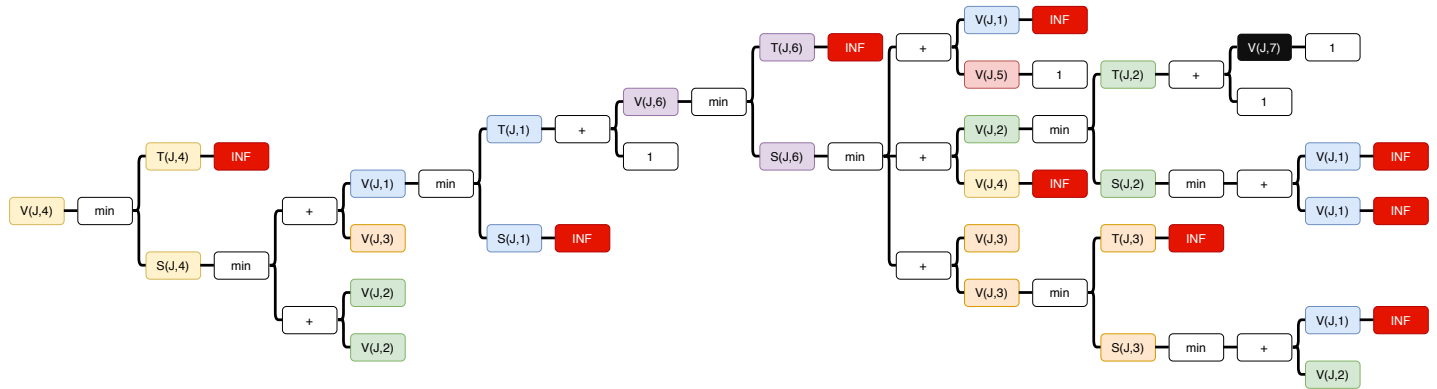 V(J,4)
min
T(J,4)
INF
S(J,4)
min
+
V(J,1)
min
T(J,1)
+
V(J,6)
min
T(J,6)
INF
S(J,6)
min
+
V(J,1)
INF
V(J,5)
1
+
V(J,2)
min
T(J,2)
+
V(J,7)
1
1
S(J,2)
min
+
V(J,1)
INF
V(J,1)
INF
V(J,4)
INF
+
V(J,3)
V(J,3)
min
T(J,3)
INF
S(J,3)
min
+
V(J,1)
INF
V(J,2)
1
S(J,1)
INF
V(J,3)
+
V(J,2)
V(J,2)